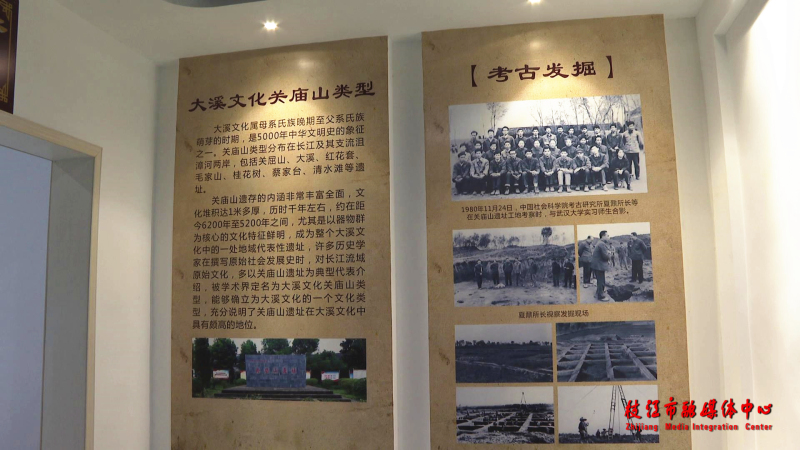 大溪文化关庙山类型
大溪文化属母系氏族晚期至父系氏族
萌芽的时期，是5000年中华文明史的象征
之一。关庙山类型分布在长江及其支流沮
漳河两岸，包括关屈山、大溪、红花套、
毛家山、桂花树、蔡家台、清水滩等遗
址。
关庙山遗存的内涵非常丰富全面，文
化堆积达1米多厚，历时千年左右，约在距
今6200年至5200年之间，尤其是以器物群
为核心的文化特征鲜明，成为整个大溪文
化中的一处地域代表性遗址，许多历史学
家在撰写原始社会发展史时，对长江流域
原始文化，多以关庙山遗址为典型代表介
绍，被学术界定名为大溪文化关庙山类
型，能够确立为大溪文化的一个文化类
型，充分说明了关庙山遗址在大溪文化中
具有颇高的地位。
【考古发掘】
1980年11月24日，中国社会科学院考古研究所夏鼐所长等
在关庙山遗址工地考察时，与武汉大学实习师生合影。
夏鼐所长视察发掘现场
枝江市融媒体中心
Zhijiang Media Integration Center